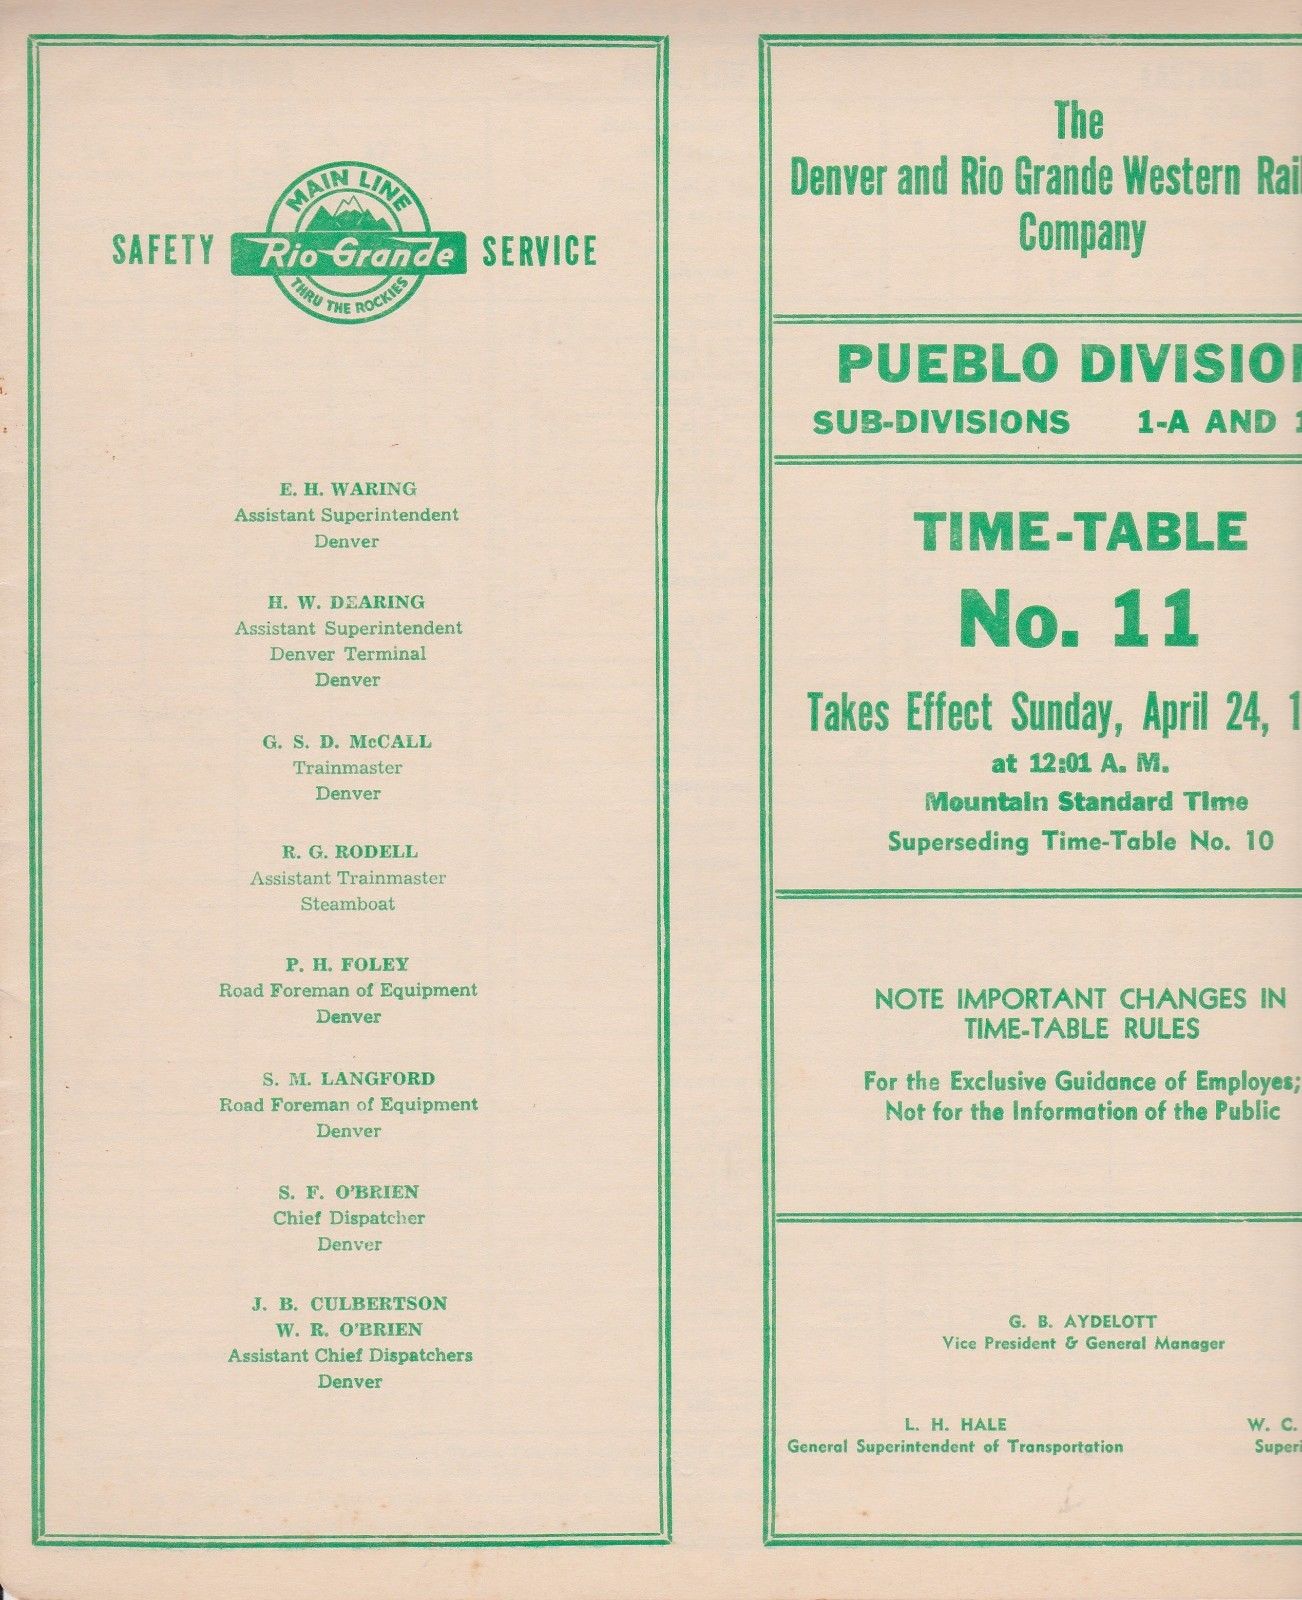 MAIN LINE
SAFETY Rio Grande SERVICE
THRU THE ROCKIES
E. H. WARING
Assistant Superintendent
Denver
H. W. DEARING
Assistant Superintendent
Denver Terminal
Denver
G. S. D. McCALL
Trainmaster
Denver
R. G. RODELL
Assistant Trainmaster
Steamboat
P. H. FOLEY
Road Foreman of Equipment
Denver
S. M. LANGFORD
Road Foreman of Equipment
Denver
S. F. O'BRIEN
Chief Dispatcher
Denver
J. B. CULBERTSON
W. R. O'BRIEN
Assistant Chief Dispatchers
Denver
The
Denver and Rio Grande Western Rai
Company
PUEBLO DIVISIO
SUB-DIVISIONS 1-A AND
TIME-TABLE
No. 11
Takes Effect Sunday, April 24, 1
at 12:01 A. M.
Mountain Standard Time
Superseding Time-Table No. 10
NOTE IMPORTANT CHANGES IN
TIME-TABLE RULES
For the Exclusive Guidance of Employes;
Not for the Information of the Public
G. B. AYDELOTT
Vice President & General Manager
L. H. HALE
General Superintendent of Transportation
W. C.
Superi